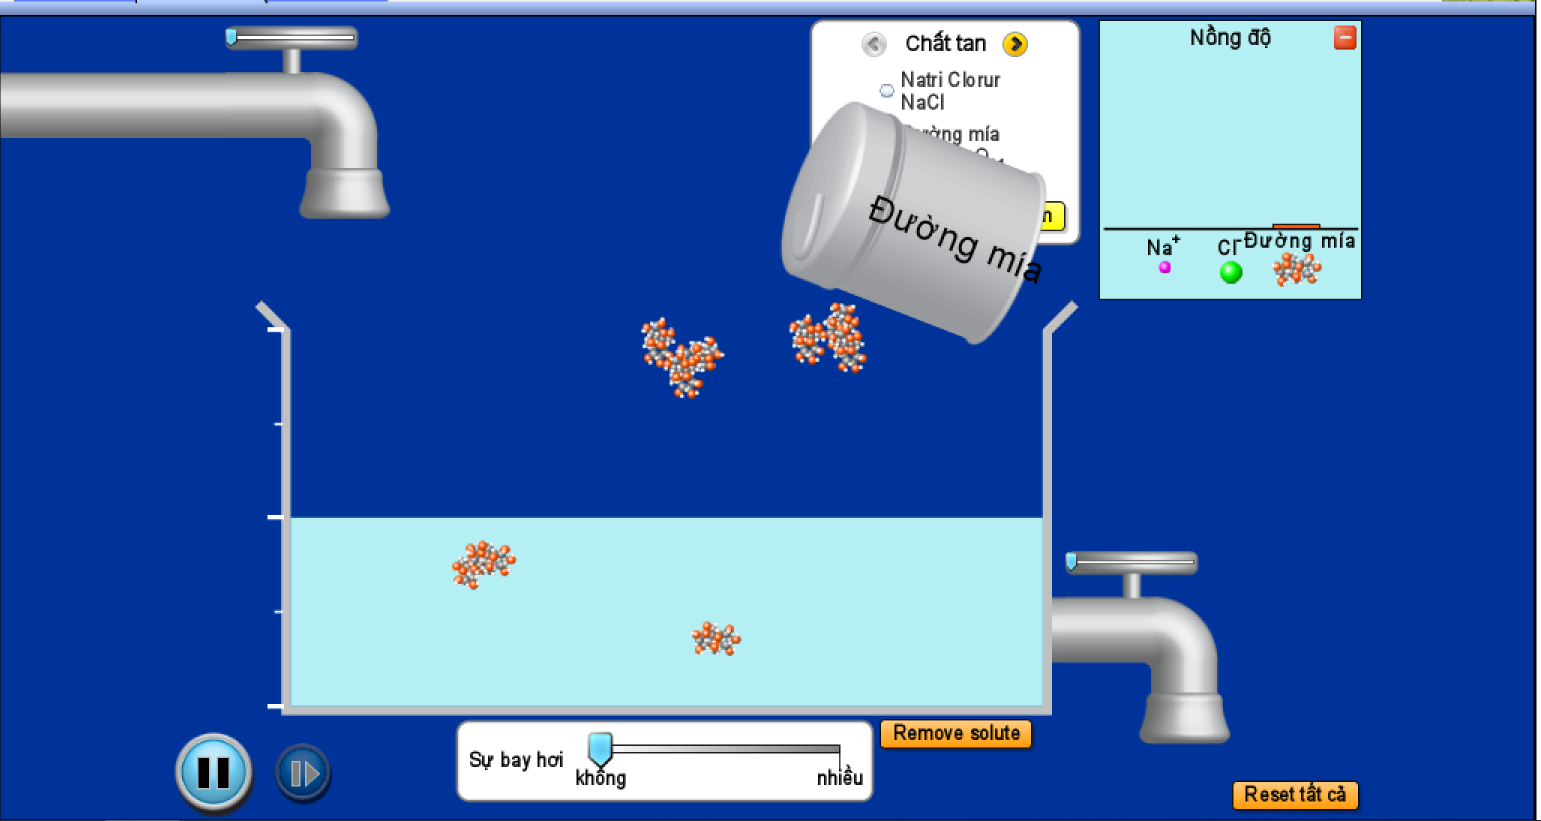 Chất tan
Nồng độ
Natri Clorur
NaCl
mía
Đường mía
Na⁺
Cl⁻
Đường mía
Sự bay hơi
không
nhiều
Remove solute
Reset tất cả